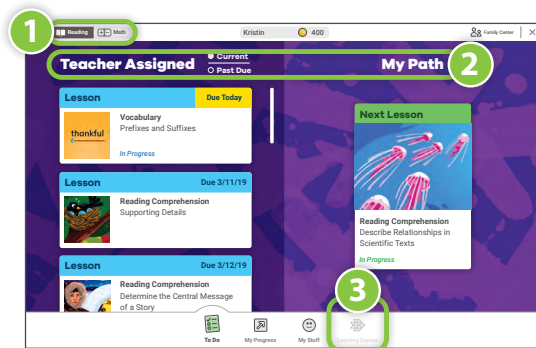 1
Reading
Math
Kristin
400
Family Center
Teacher Assigned
Current
Past Due
My Path
2
Lesson
Due Today
thankful
Vocabulary
Prefixes and Suffixes
In Progress
Lesson
Due 3/11/19
Reading Comprehension
Supporting Details
Lesson
Due 3/12/19
Reading Comprehension
Determine the Central Message
of a Story
Next Lesson
Reading Comprehension
Describe Relationships in
Scientific Texts
In Progress
3
To Do
My Progress
My Stuff
Learning Games